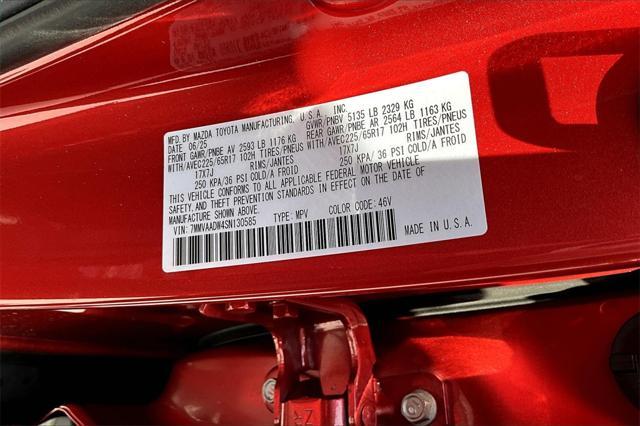 MFD.BY MAZDA TOYOTA MANUFACTURING, U.S.A., INC.
DATE 06/25 GVWR/PNBV 5135 LB 2329 KG
FRONT GAWR/PNBE AV 2593 LB 1176 KG REAR GAWR/PNBE AR 2564 LB 1163 KG
WITH/AVEC225/65R17 102H TIRES/PNEUS WITH/AVEC225/65R17 102H TIRES/PNEUS
17X7J RIMS/JANTES 17X7J RIMS/JANTES
250 KPA/36 PSI COLD/A FROID 250 KPA/36 PSI COLD/A FROID
THIS VEHICLE CONFORMS TO ALL APPLICABLE FEDERAL MOTOR VEHICLE
SAFETY, AND THEFT PREVENTION STANDARDS IN EFFECT ON THE DATE OF
MANUFACTURE SHOWN ABOVE.
VIN: 7MMVAADW4SN130585 TYPE: MPV COLOR CODE: 46V
MADE IN U.S.A.
ZR